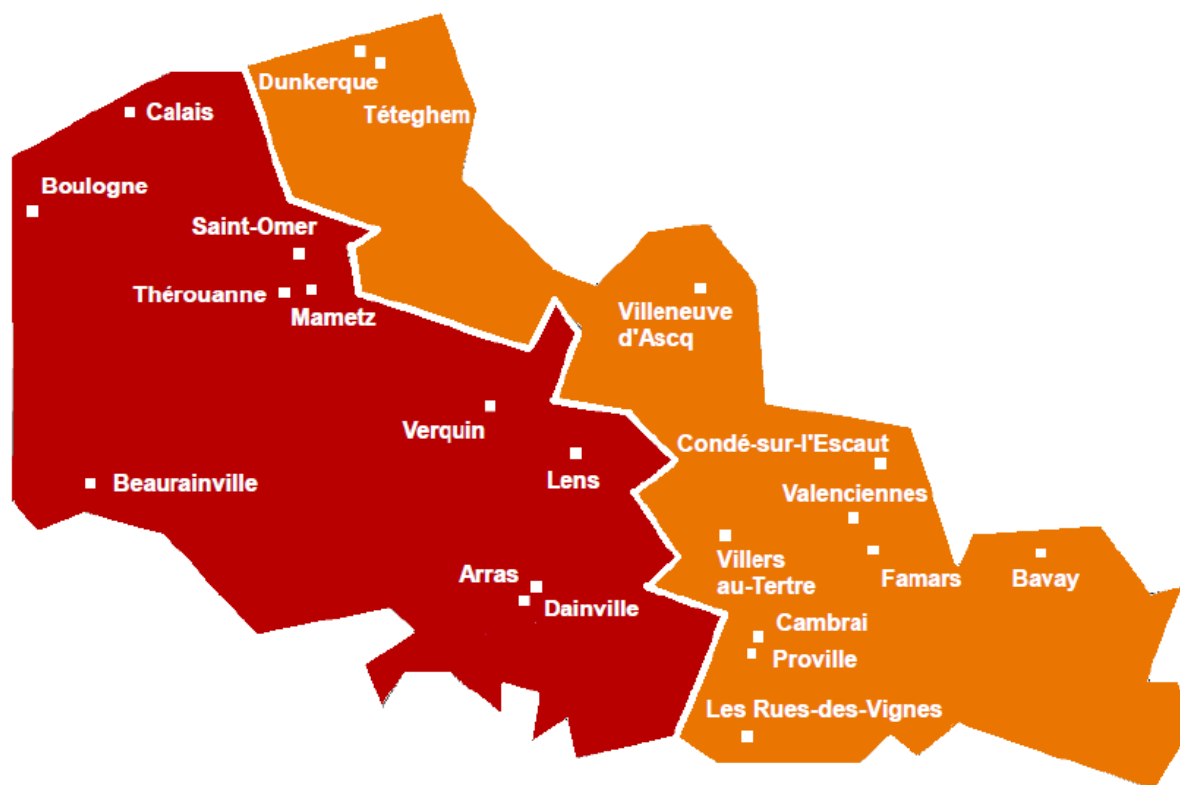 Dunkerque
Téteghem
Calais
Boulogne
Saint-Omer
Thérouanne
Mametz
Villeneuve
d'Ascq
Verquin
Condé-sur-l'Escaut
Lens
Beaurainville
Valenciennes
Villers
au-Tertre
Famars
Bavay
Arras
Dainville
Cambrai
Proville
Les Rues-des-Vignes